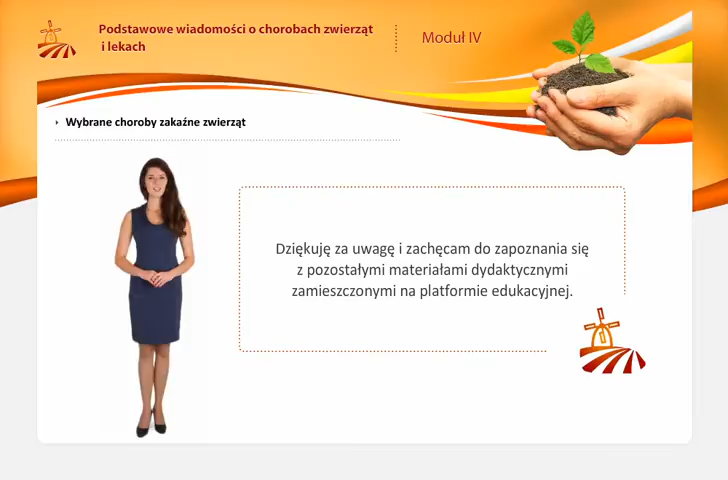 Podstawowe wiadomości o chorobach zwierząt
i lekach
Moduł IV
Wybrane choroby zakaźne zwierząt
Dziękuję za uwagę i zachęcam do zapoznania się
z pozostałymi materiałami dydaktycznymi
zamieszczonymi na platformie edukacyjnej.